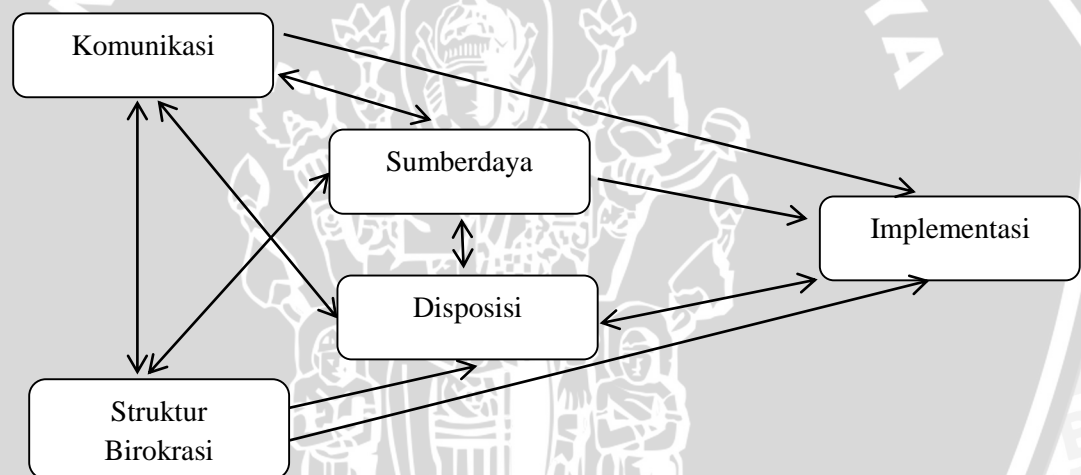 Komunikasi
Sumberdaya
Implementasi
Disposisi
Struktur
Birokrasi